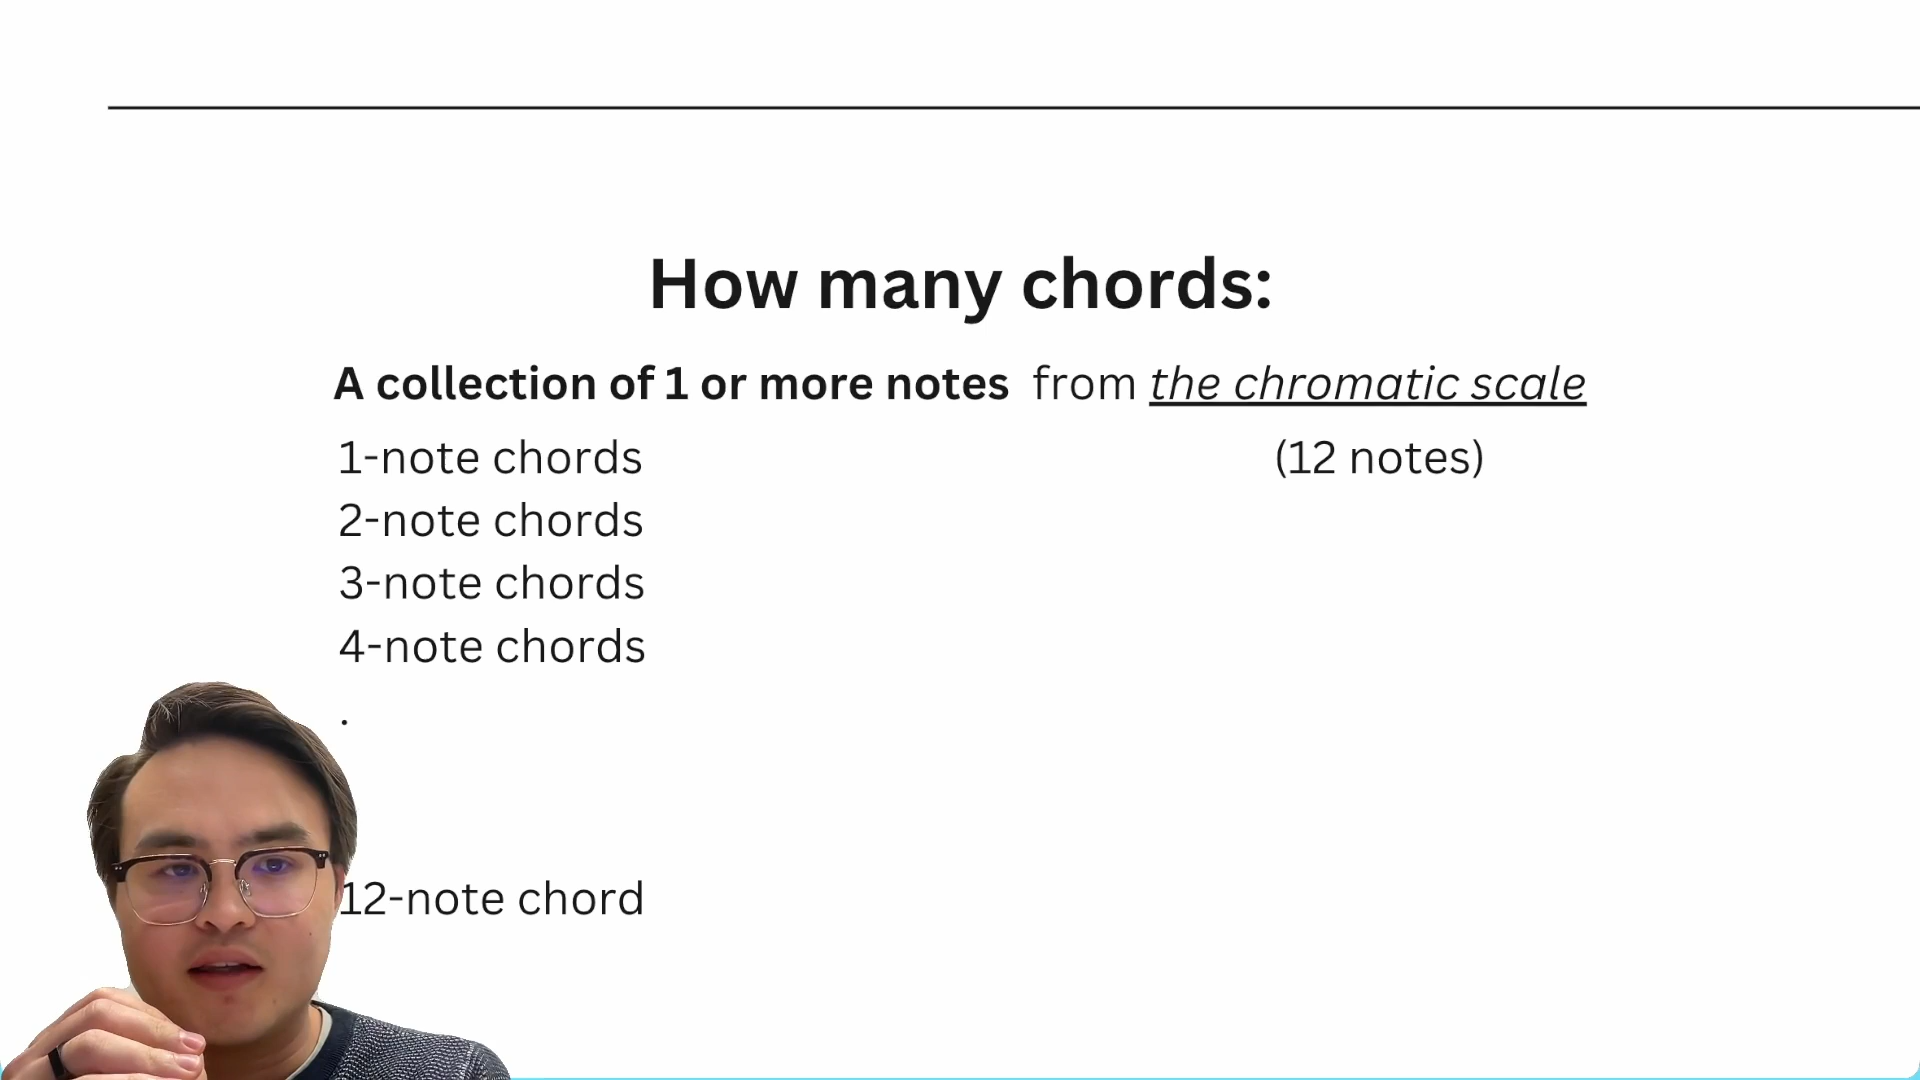 How many chords:
A collection of 1 or more notes from the chromatic scale
1-note chords
(12 notes)
2-note chords
3-note chords
4-note chords
.
12-note chord